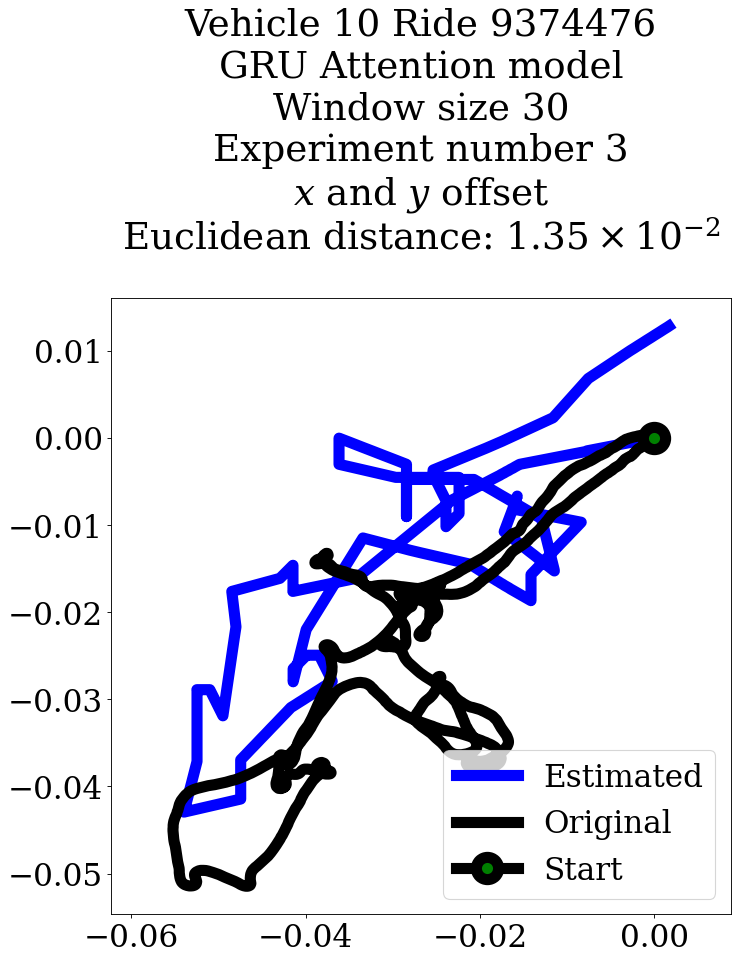 Vehicle 10 Ride 9374476
GRU Attention model
Window size 30
Experiment number 3
x and y offset
Euclidean distance: 1.35 × 10⁻²
0.01
0.00
−0.01
−0.02
−0.03
−0.04
−0.05
Estimated
Original
Start
−0.06 −0.04 −0.02 0.00